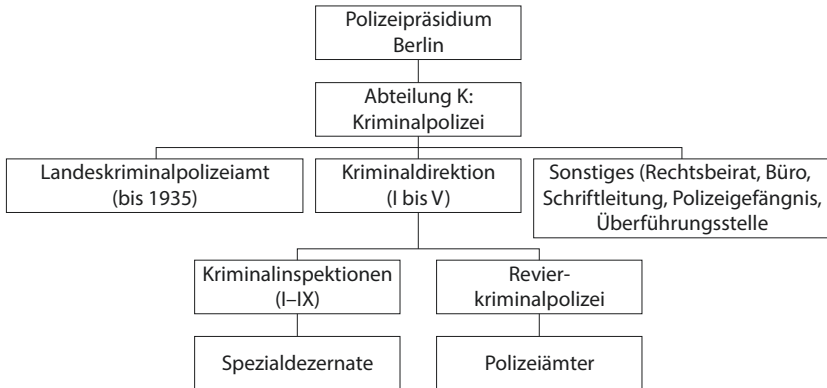 Polizeipräsidium
Berlin
Abteilung K:
Kriminalpolizei
Landeskriminalpolizeiamt
(bis 1935)
Kriminaldirektion
(I bis V)
Sonstiges (Rechtsbeirat, Büro,
Schriftleitung, Polizeigefängnis,
Überführungsstelle
Kriminalinspektionen
(I–IX)
Revier-
kriminalpolizei
Spezialdezernate
Polizeiämter